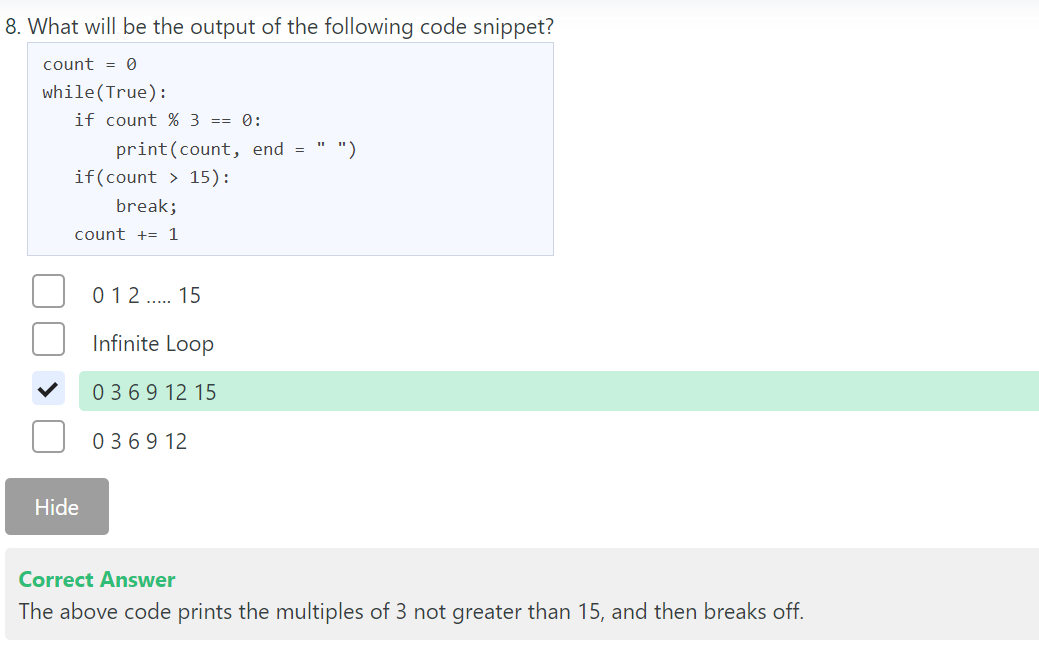 8. What will be the output of the following code snippet?
count = 0
while(True):
   if count % 3 == 0:
       print(count, end = " ")
   if(count > 15):
       break;
   count += 1
0 1 2 ..... 15
Infinite Loop
0 3 6 9 12 15
0 3 6 9 12
Hide
Correct Answer
The above code prints the multiples of 3 not greater than 15, and then breaks off.